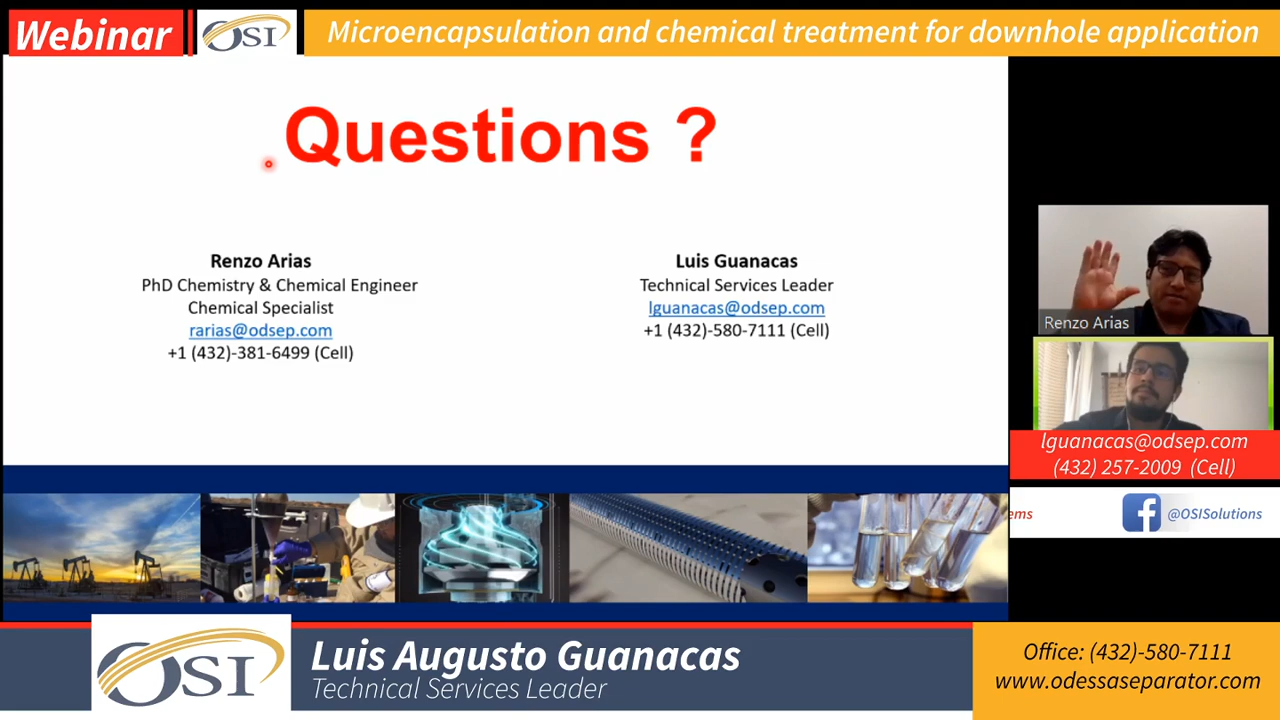 Webinar
OSI
Microencapsulation and chemical treatment for downhole application
Questions ?
Renzo Arias
PhD Chemistry & Chemical Engineer
Chemical Specialist
rarias@odsep.com
+1 (432)-381-6499 (Cell)
Luis Guanacas
Technical Services Leader
lguanacas@odsep.com
+1 (432)-580-7111 (Cell)
Renzo Arias
lguanacas@odsep.com
(432) 257-2009 (Cell)
ems
@OSISolutions
OSI
Luis Augusto Guanacas
Technical Services Leader
Office: (432)-580-7111
www.odessaseparator.com